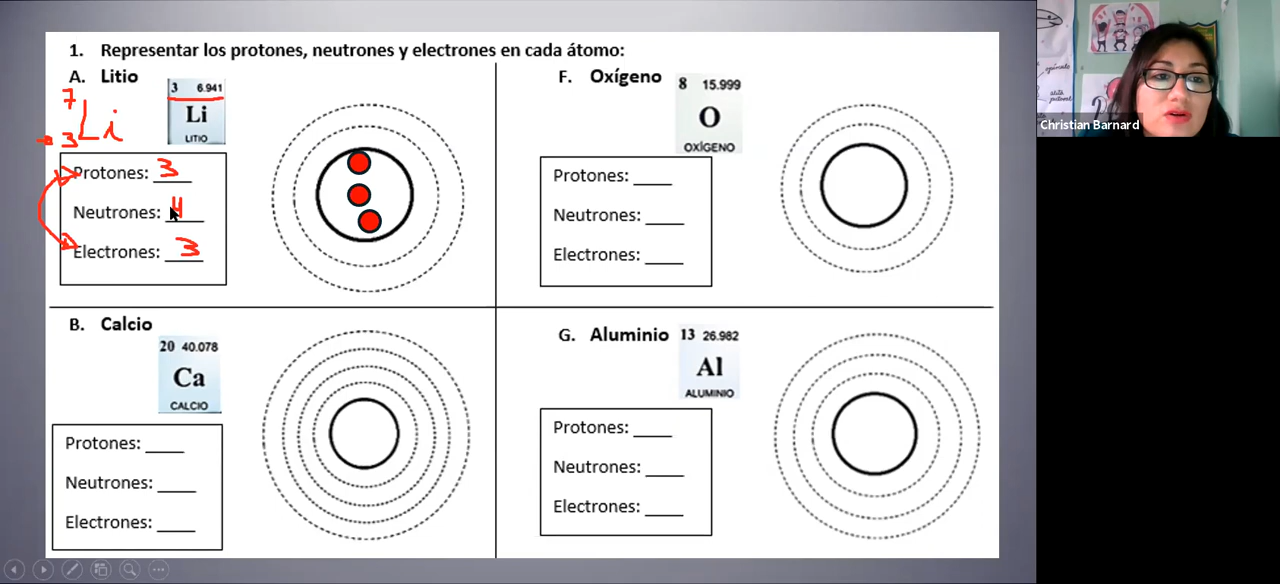 1. Representar los protones, neutrones y electrones en cada átomo:
A. Litio
3 6.941
Li
LITIO
7
3 Li
Protones: 3
Neutrones: 4
Electrones: 3
F. Oxígeno
8 15.999
O
OXÍGENO
Protones: ____
Neutrones: ____
Electrones: ____
B. Calcio
20 40.078
Ca
CALCIO
Protones: ____
Neutrones: ____
Electrones: ____
G. Aluminio
13 26.982
Al
ALUMINIO
Protones: ____
Neutrones: ____
Electrones: ____
Christian Barnard